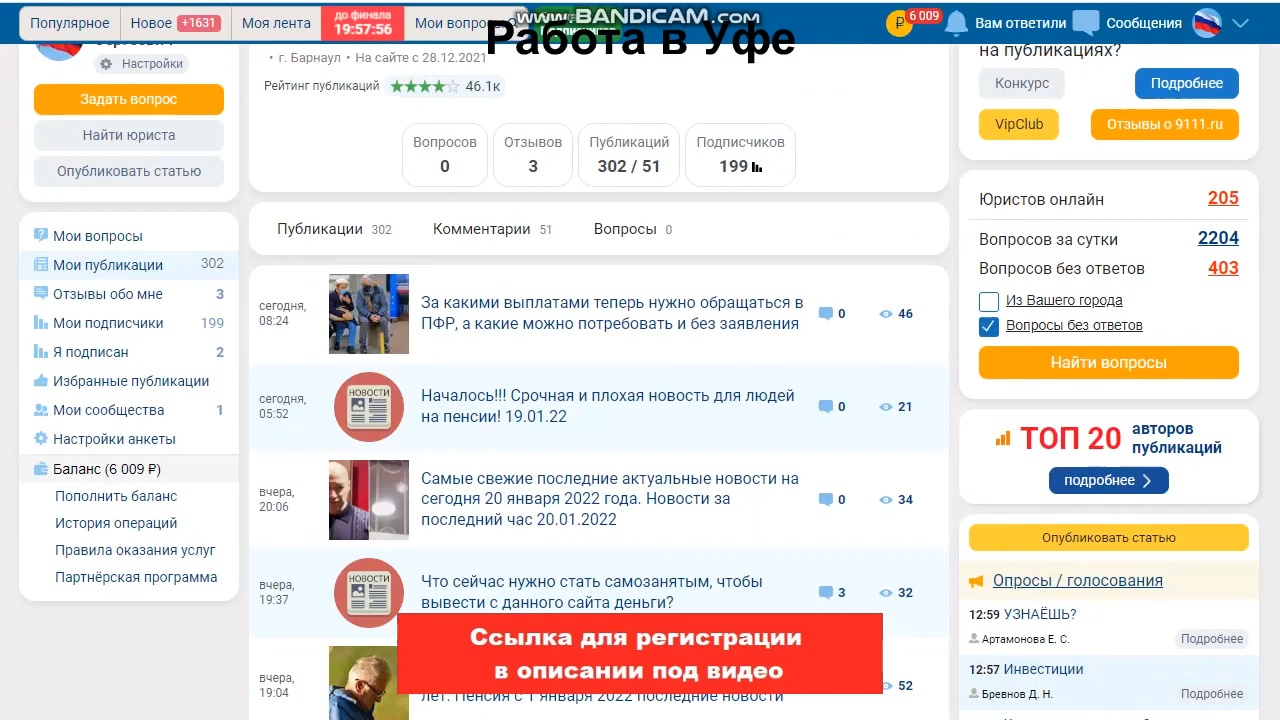 Популярное
Новое +1631
Моя лента
до финала
19:57:56
Мои вопросы
www.BANDICAM.com
Работа в Уфе
6 009
Вам ответили
Сообщения
Настройки
Задать вопрос
Найти юриста
Опубликовать статью
Мои вопросы
Мои публикации 302
Отзывы обо мне 3
Мои подписчики 199
Я подписан 2
Избранные публикации
Мои сообщества 1
Настройки анкеты
Баланс (6 009 ₽)
Пополнить баланс
История операций
Правила оказания услуг
Партнёрская программа
• г. Барнаул • На сайте с 28.12.2021
Рейтинг публикаций 46.1к
Вопросов
0
Отзывов
3
Публикаций
302 / 51
Подписчиков
199
Публикации 302
Комментарии 51
Вопросы 0
сегодня,
08:24
За какими выплатами теперь нужно обращаться в
ПФР, а какие можно потребовать и без заявления
0 46
сегодня,
05:52
НОВОСТИ
Началось!!! Срочная и плохая новость для людей
на пенсии! 19.01.22
0 21
вчера,
20:06
Самые свежие последние актуальные новости на
сегодня 20 января 2022 года. Новости за
последний час 20.01.2022
0 34
вчера,
19:37
НОВОСТИ
Что сейчас нужно стать самозанятым, чтобы
вывести с данного сайта деньги?
3 32
вчера,
19:04
лет. Пенсия с 1 января 2022 последние новости
52
Ссылка для регистрации
в описании под видео
на публикациях?
Конкурс
Подробнее
VipClub
Отзывы о 9111.ru
Юристов онлайн 205
Вопросов за сутки 2204
Вопросов без ответов 403
Из Вашего города
Вопросы без ответов
Найти вопросы
ТОП 20 авторов
публикаций
подробнее
Опубликовать статью
Опросы / голосования
12:59 УЗНАЁШЬ?
Артамонова Е. С. Подробнее
12:57 Инвестиции
Бревнов Д. Н. Подробнее